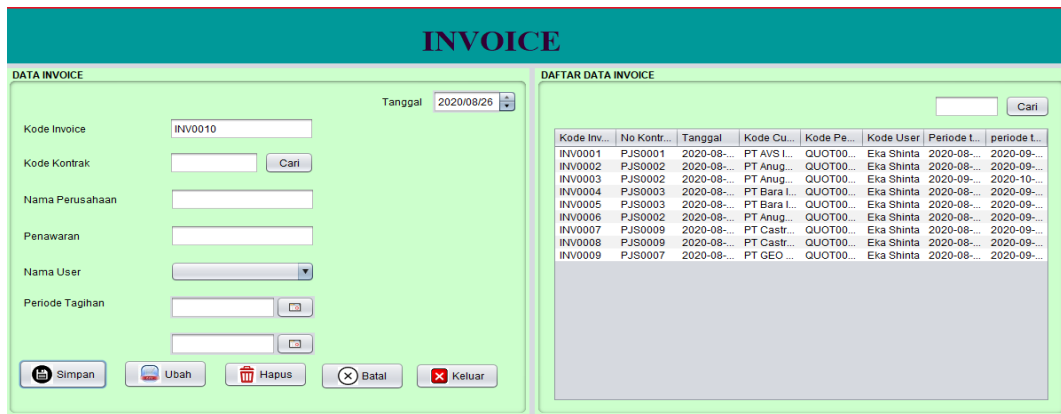 INVOICE
DATA INVOICE
Tanggal 2020/08/26
Kode Invoice INV0010
Kode Kontrak Cari
Nama Perusahaan
Penawaran
Nama User
Periode Tagihan
Simpan Ubah Hapus Batal Keluar
DAFTAR DATA INVOICE
Cari
Kode Inv... No Kontr... Tanggal Kode Cu... Kode Pe... Kode User Periode t... periode t...
INV0001 PJS0001 2020-08-... PT AVS I... QUOT00... Eka Shinta 2020-08-... 2020-09-...
INV0002 PJS0002 2020-08-... PT Anug... QUOT00... Eka Shinta 2020-08-... 2020-09-...
INV0003 PJS0002 2020-08-... PT Anug... QUOT00... Eka Shinta 2020-09-... 2020-10-...
INV0004 PJS0003 2020-08-... PT Bara I... QUOT00... Eka Shinta 2020-08-... 2020-09-...
INV0005 PJS0003 2020-08-... PT Bara I... QUOT00... Eka Shinta 2020-08-... 2020-09-...
INV0006 PJS0002 2020-08-... PT Anug... QUOT00... Eka Shinta 2020-08-... 2020-09-...
INV0007 PJS0009 2020-08-... PT Castr... QUOT00... Eka Shinta 2020-08-... 2020-09-...
INV0008 PJS0009 2020-08-... PT Castr... QUOT00... Eka Shinta 2020-08-... 2020-09-...
INV0009 PJS0007 2020-08-... PT GEO ... QUOT00... Eka Shinta 2020-08-... 2020-09-...